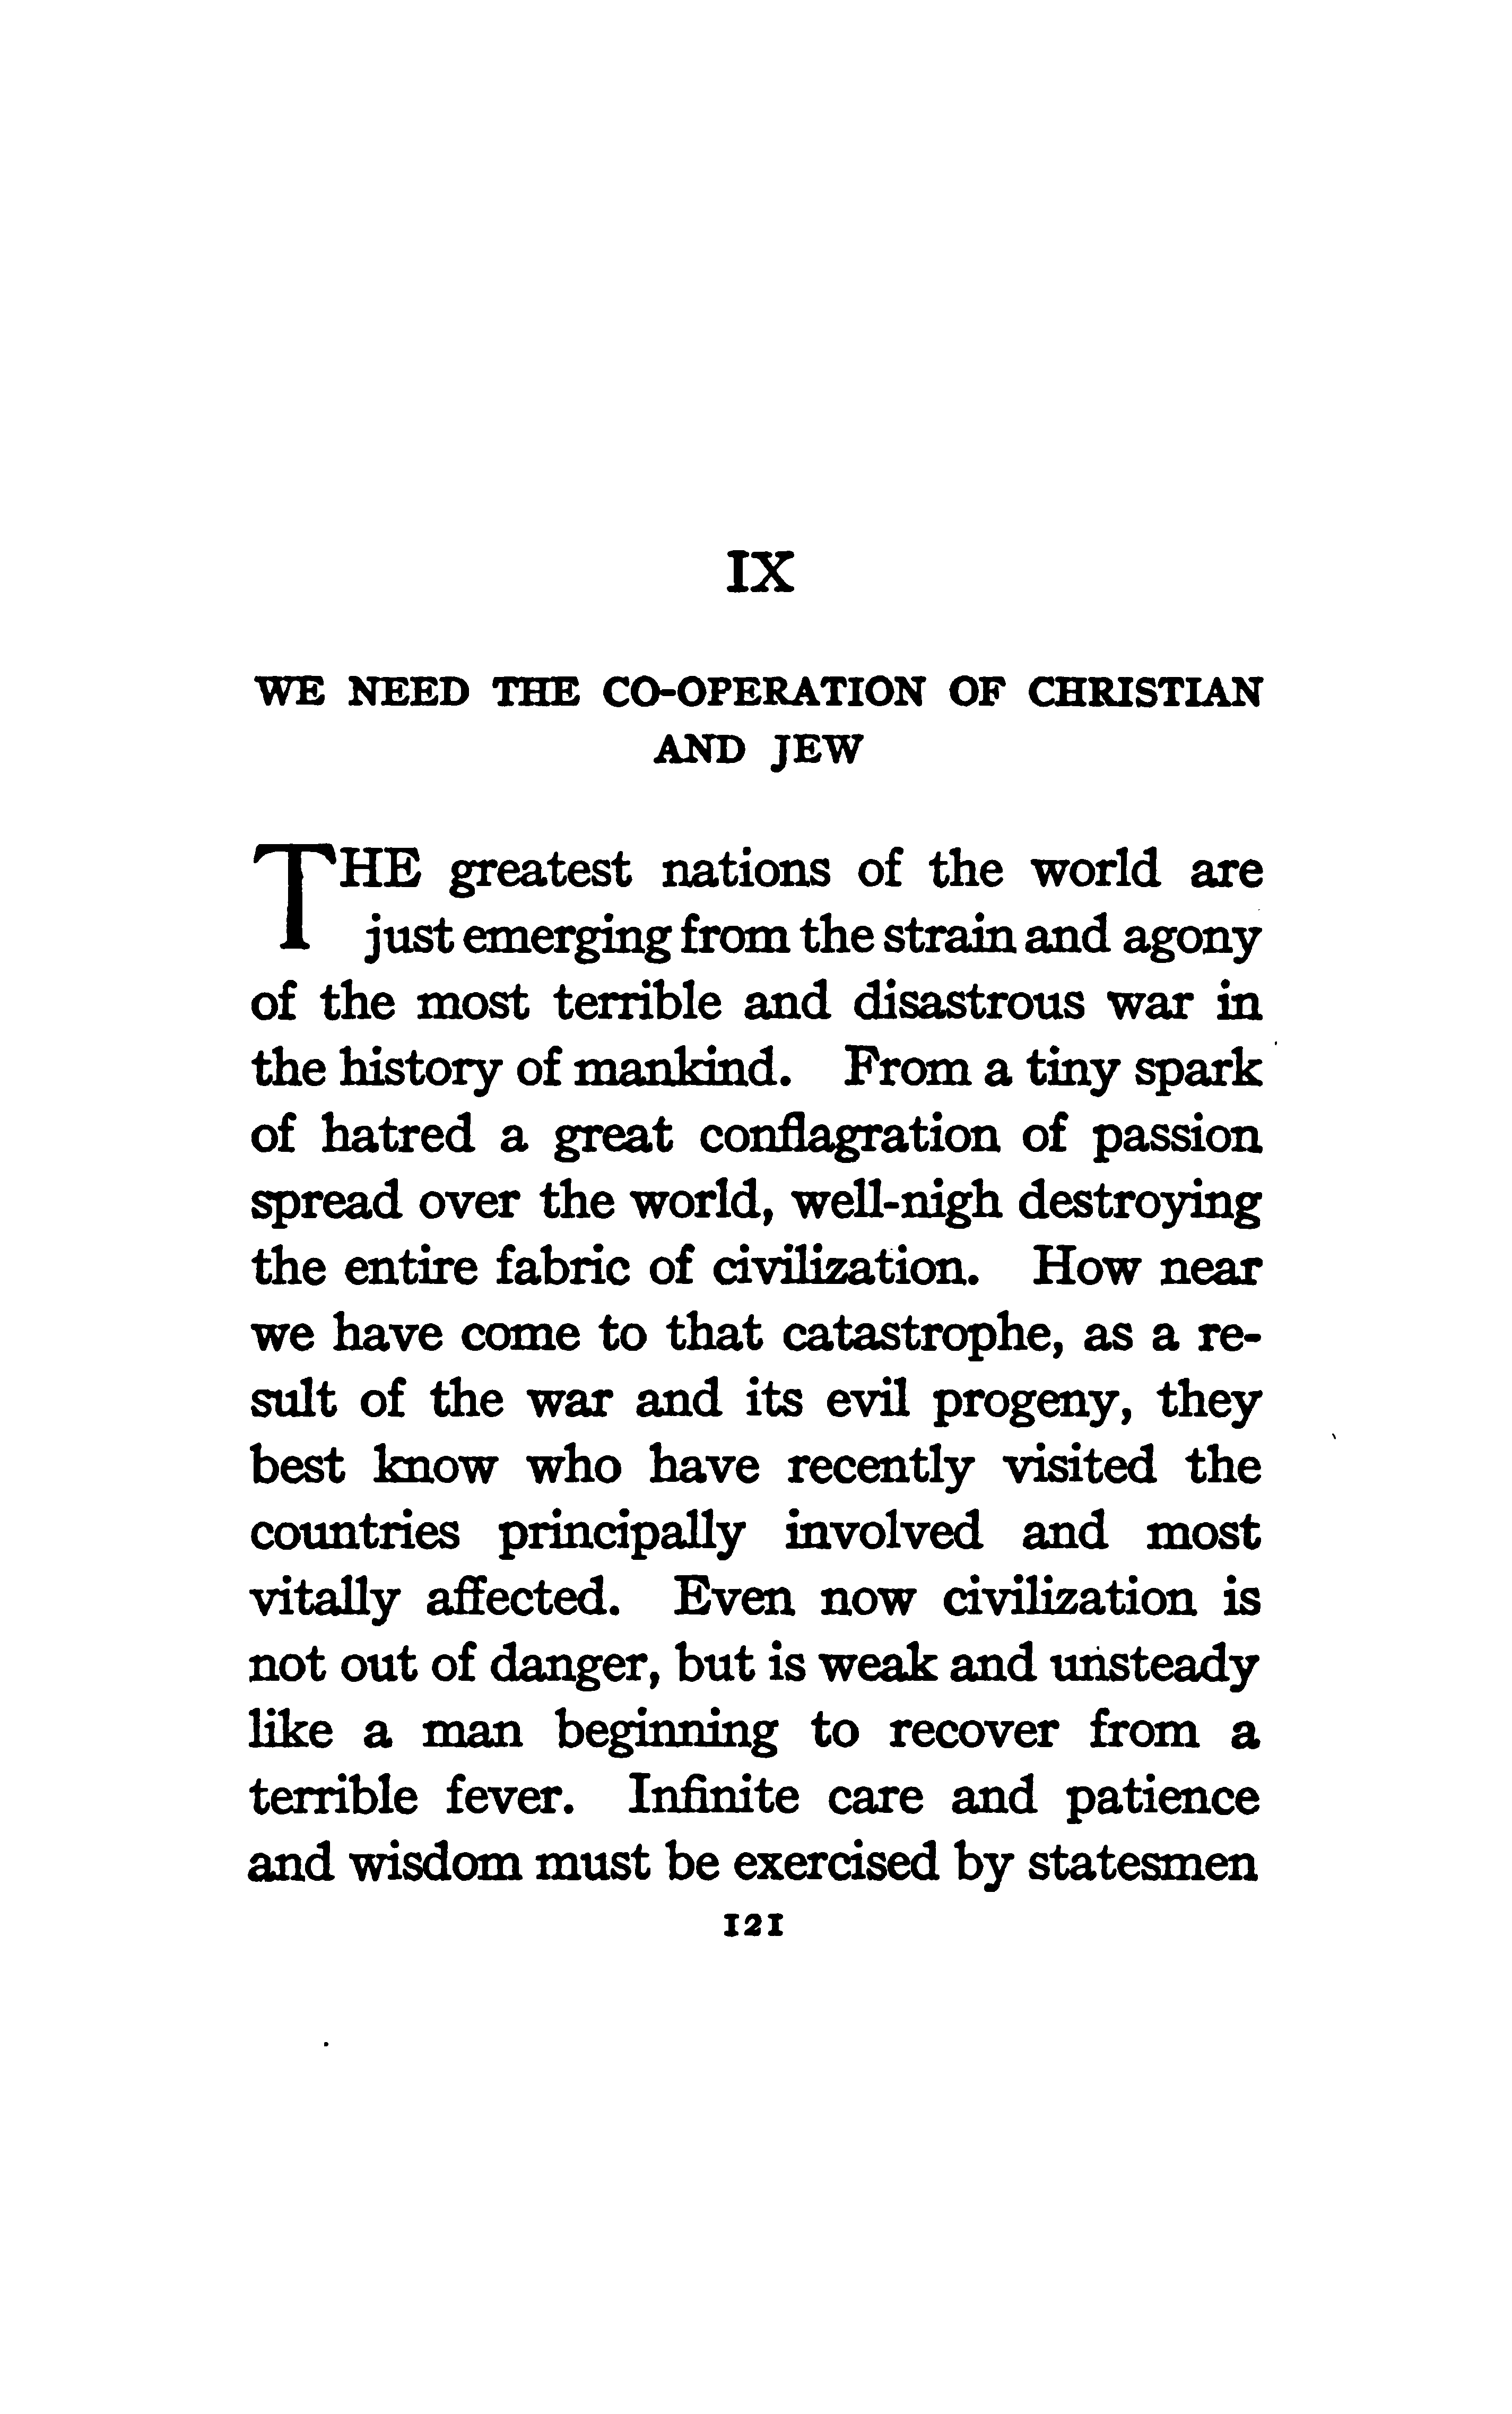 IX
WE NEED THE CO-OPERATION OF CHRISTIAN
AND JEW
THE greatest nations of the world are
just emerging from the strain and agony
of the most terrible and disastrous war in
the history of mankind. From a tiny spark
of hatred a great conflagration of passion
spread over the world, well-nigh destroying
the entire fabric of civilization. How near
we have come to that catastrophe, as a re-
sult of the war and its evil progeny, they
best know who have recently visited the
countries principally involved and most
vitally affected. Even now civilization is
not out of danger, but is weak and unsteady
like a man beginning to recover from a
terrible fever. Infinite care and patience
and wisdom must be exercised by statesmen
121